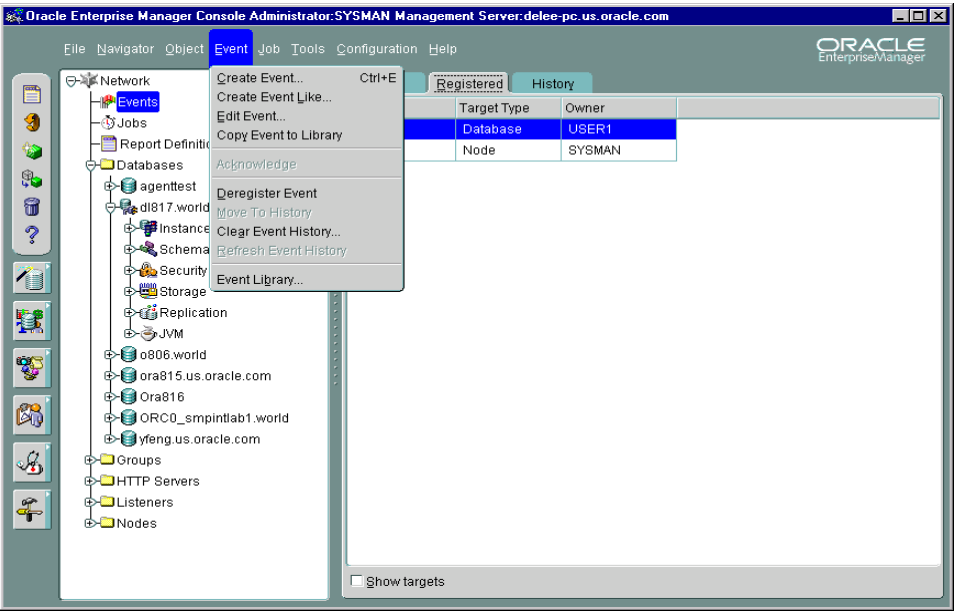 Oracle Enterprise Manager Console Administrator:SYSMAN Management Server:delee-pc.us.oracle.com
File Navigator Object Event Job Tools Configuration Help
ORACLE
EnterpriseManager
Create Event... Ctrl+E
Create Event Like...
Edit Event...
Copy Event to Library
Acknowledge
Deregister Event
Move To History
Clear Event History...
Refresh Event History
Event Library...
Network
Events
Jobs
Report Definitio
Databases
agenttest
dl817.world
Instance
Schema
Security
Storage
Replication
JVM
o806.world
ora815.us.oracle.com
Ora816
ORC0_smpintlab1.world
yfeng.us.oracle.com
Groups
HTTP Servers
Listeners
Nodes
Registered History
Target Type Owner
Database USER1
Node SYSMAN
Show targets